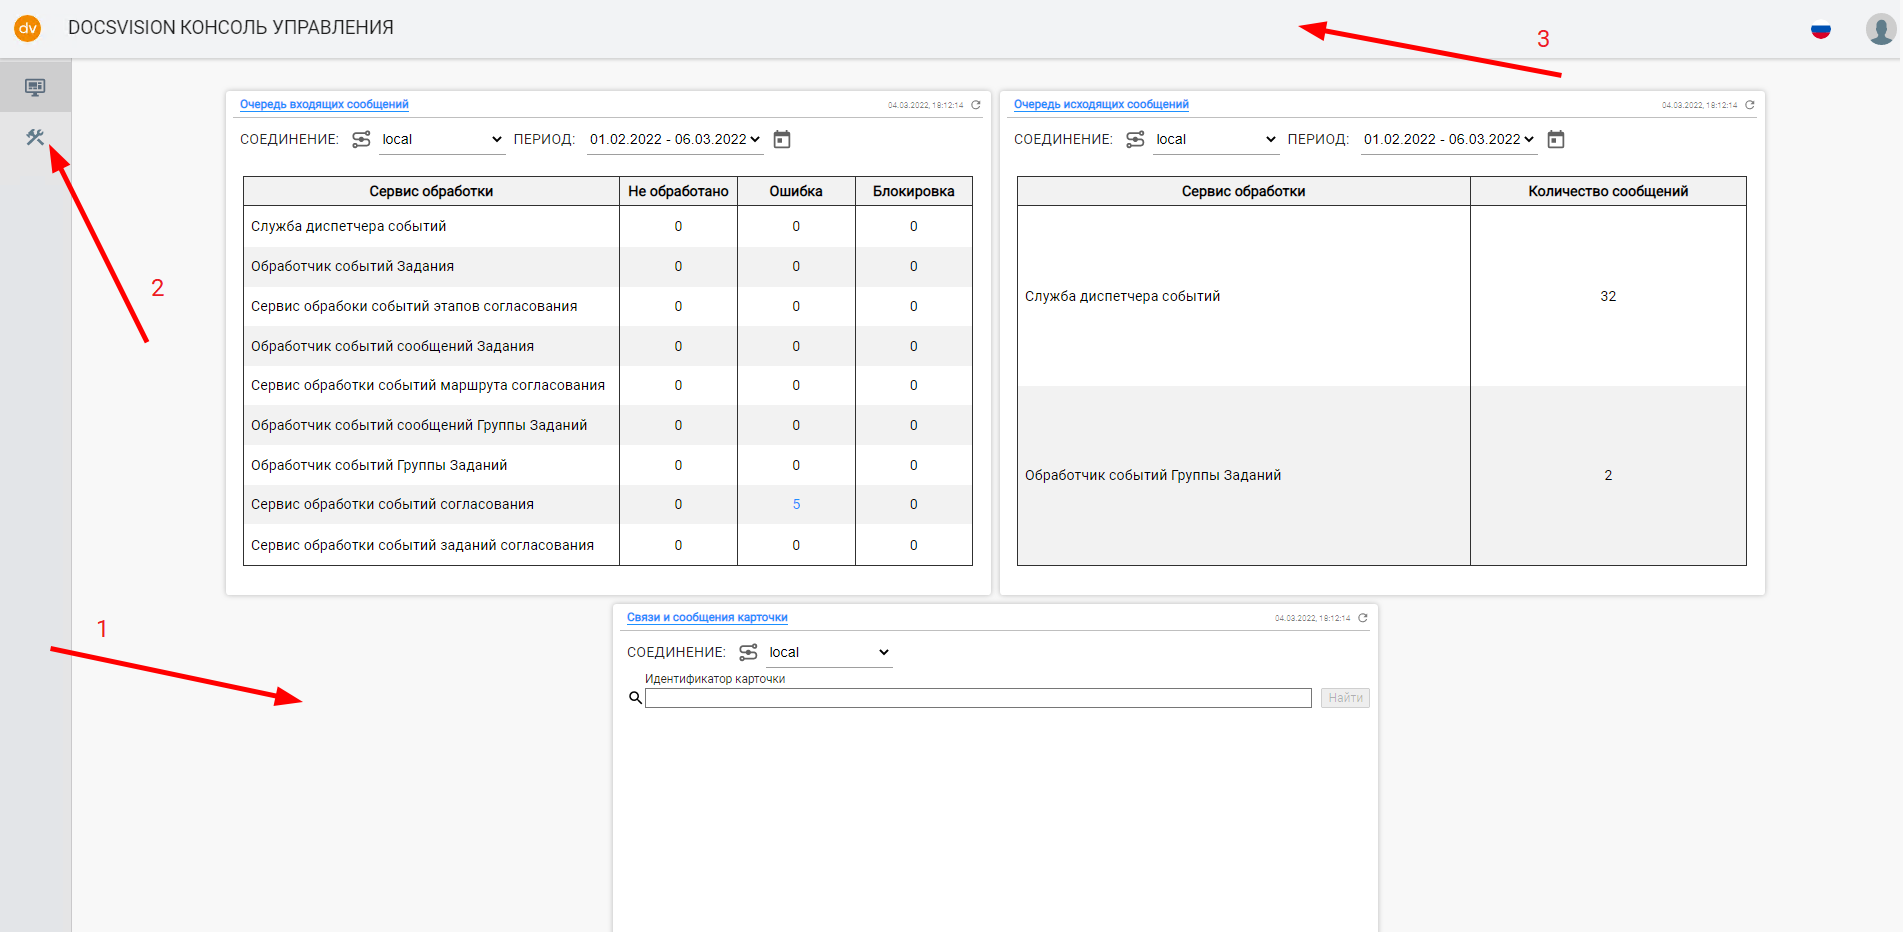 dv DOCSVISION КОНСОЛЬ УПРАВЛЕНИЯ
3
2
1
Очередь входящих сообщений 04.03.2022, 18:12:14
СОЕДИНЕНИЕ: local ПЕРИОД: 01.02.2022 - 06.03.2022
Сервис обработки Не обработано Ошибка Блокировка
Служба диспетчера событий 0 0 0
Обработчик событий Задания 0 0 0
Сервис обрабоки событий этапов согласования 0 0 0
Обработчик событий сообщений Задания 0 0 0
Сервис обработки событий маршрута согласования 0 0 0
Обработчик событий сообщений Группы Заданий 0 0 0
Обработчик событий Группы Заданий 0 0 0
Сервис обработки событий согласования 0 5 0
Сервис обработки событий заданий согласования 0 0 0
Очередь исходящих сообщений 04.03.2022, 18:12:14
СОЕДИНЕНИЕ: local ПЕРИОД: 01.02.2022 - 06.03.2022
Сервис обработки Количество сообщений
Служба диспетчера событий 32
Обработчик событий Группы Заданий 2
Связи и сообщения карточки 04.03.2022, 18:12:14
СОЕДИНЕНИЕ: local
Идентификатор карточки
Найти